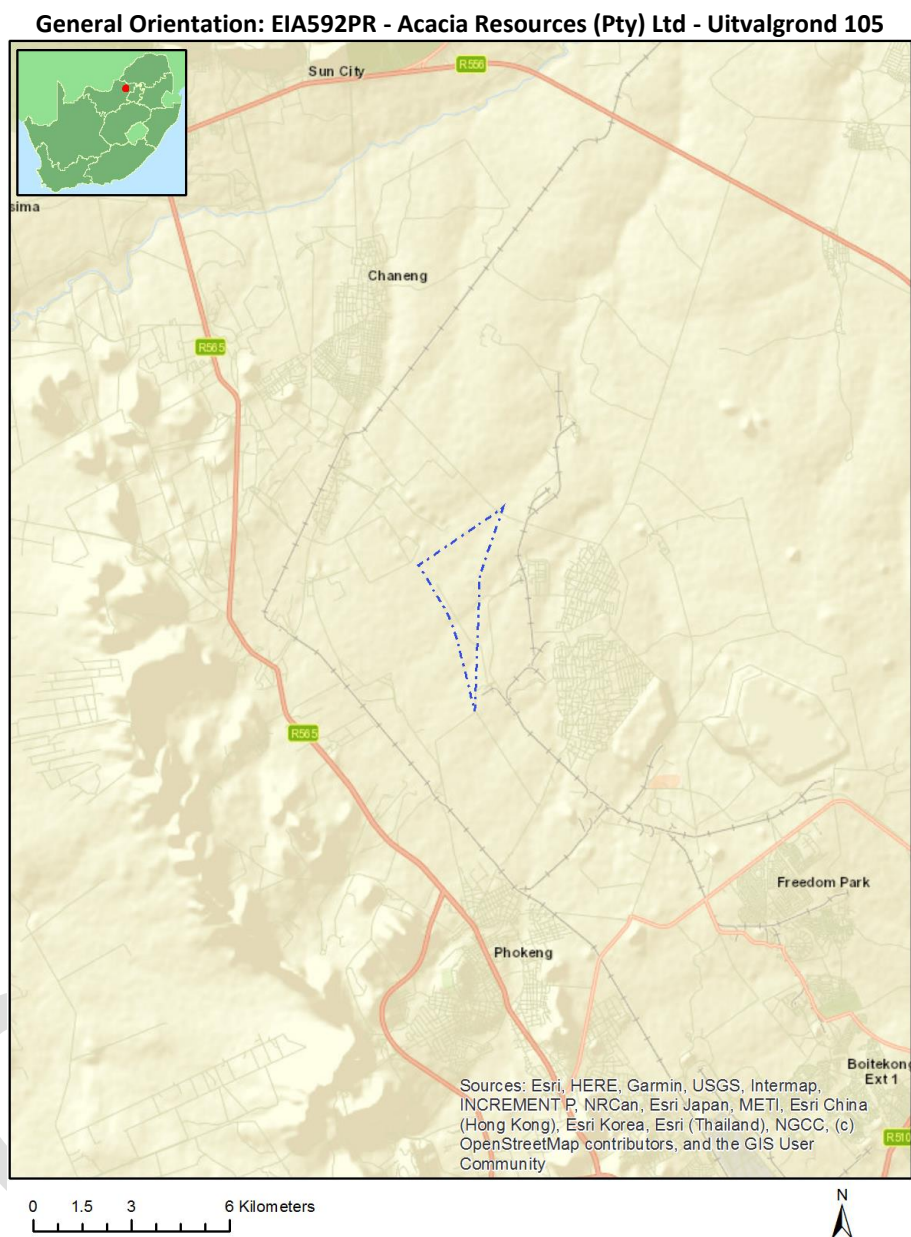 General Orientation: EIA592PR - Acacia Resources (Pty) Ltd - Uitvalgrond 105
Sun City
R556
sima
Chaneng
R565
R565
Freedom Park
Phokeng
Boitekong
Ext 1
R510
Sources: Esri, HERE, Garmin, USGS, Intermap,
INCREMENT P, NRCan, Esri Japan, METI, Esri China
(Hong Kong), Esri Korea, Esri (Thailand), NGCC, (c)
OpenStreetMap contributors, and the GIS User
Community
0 1.5 3 6 Kilometers
N